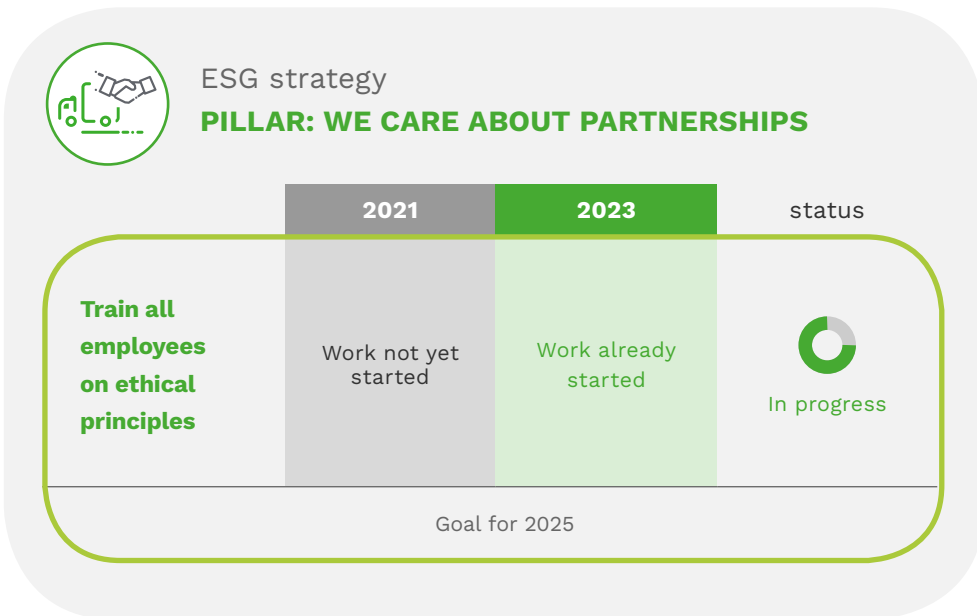 ESG strategy
PILLAR: WE CARE ABOUT PARTNERSHIPS
2021
2023
status
Train all
employees
on ethical
principles
Work not yet
started
Work already
started
In progress
Goal for 2025